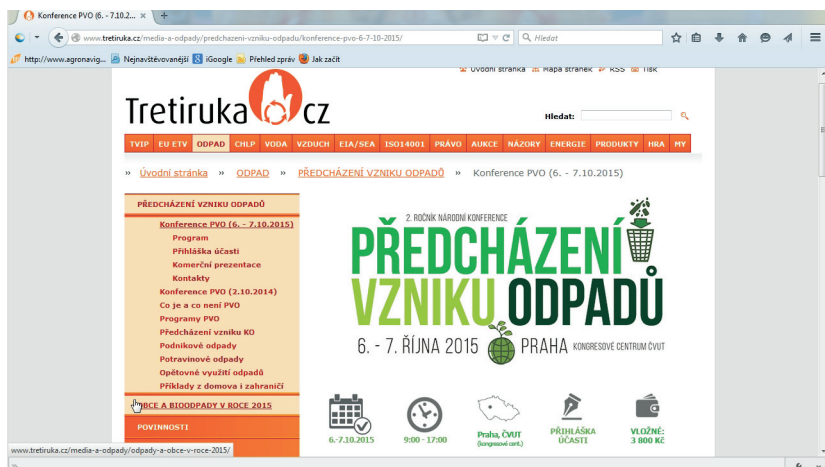 Konference PVO (6. - 7.10.2... ×
www.tretiruka.cz/media-a-odpady/predchazeni-vzniku-odpadu/konference-pvo-6-7-10-2015/
Hledat
http://www.agronavig...
Nejnavštěvovanější
iGoogle
Přehled zpráv
Jak začít
Úvodní stránka
Mapa stránek
RSS
Tisk
Tretiruka cz
Hledat:
TVIP EU ETV ODPAD CHLP VODA VZDUCH EIA/SEA ISO14001 PRÁVO AUKCE NÁZORY ENERGIE PRODUKTY HRA MY
» Úvodní stránka » ODPAD » PŘEDCHÁZENÍ VZNIKU ODPADŮ » Konference PVO (6. - 7.10.2015)
PŘEDCHÁZENÍ VZNIKU ODPADŮ
Konference PVO (6. - 7.10.2015)
Program
Přihláška účasti
Komerční prezentace
Kontakty
Konference PVO (2.10.2014)
Co je a co není PVO
Programy PVO
Předcházení vzniku KO
Podnikové odpady
Potravinové odpady
Opětovné využití odpadů
Příklady z domova i zahraničí
OBCE A BIOODPADY V ROCE 2015
POVINNOSTI
2. ROČNÍK NÁRODNÍ KONFERENCE
PŘEDCHÁZENÍ
VZNIKU ODPADŮ
6. - 7. ŘÍJNA 2015 PRAHA KONGRESOVÉ CENTRUM ČVUT
6.-7.10.2015
9:00 - 17:00
Praha, ČVUT
(kongresové cent.)
PŘIHLÁŠKA
ÚČASTI
VLOŽNÉ:
3 800 KČ
www.tretiruka.cz/media-a-odpady/odpady-a-obce-v-roce-2015/